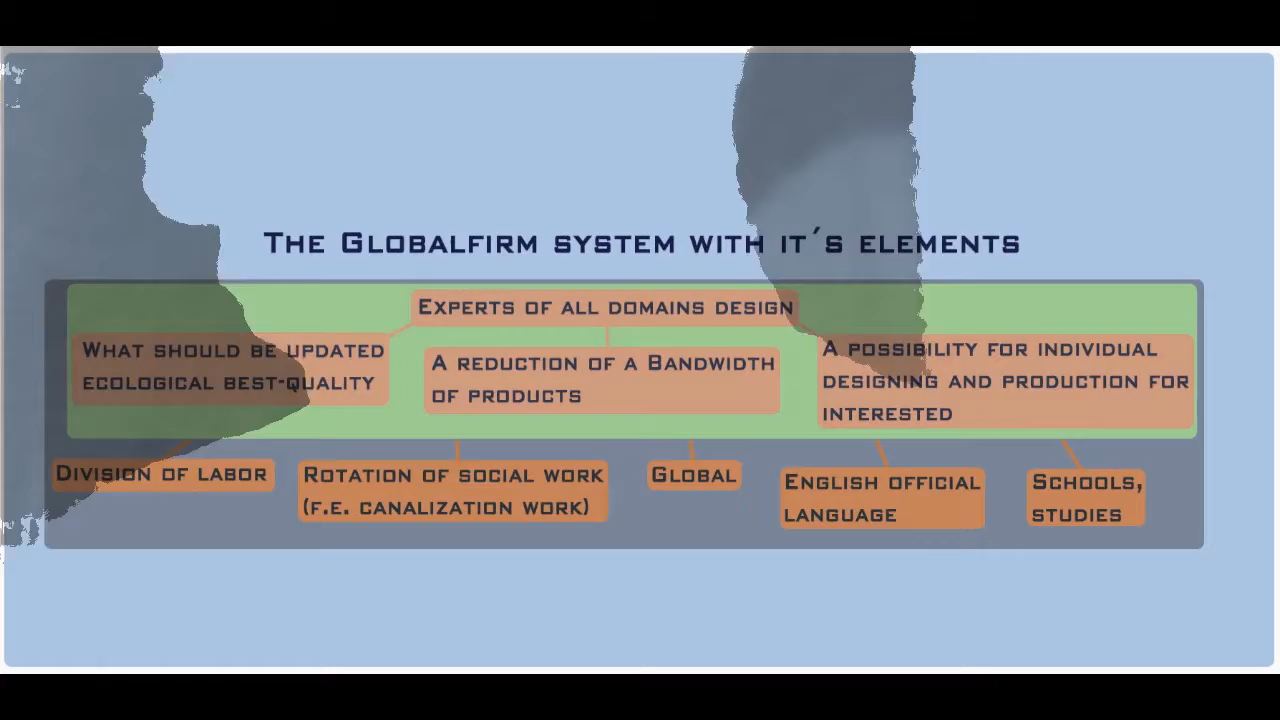 The Globalfirm system with it´s elements
Experts of all domains design
What should be updated
ecological best-quality
A reduction of a Bandwidth
of products
A possibility for individual
designing and production for
interested
Division of labor
Rotation of social work
(f.e. canalization work)
Global
English official
language
Schools,
studies